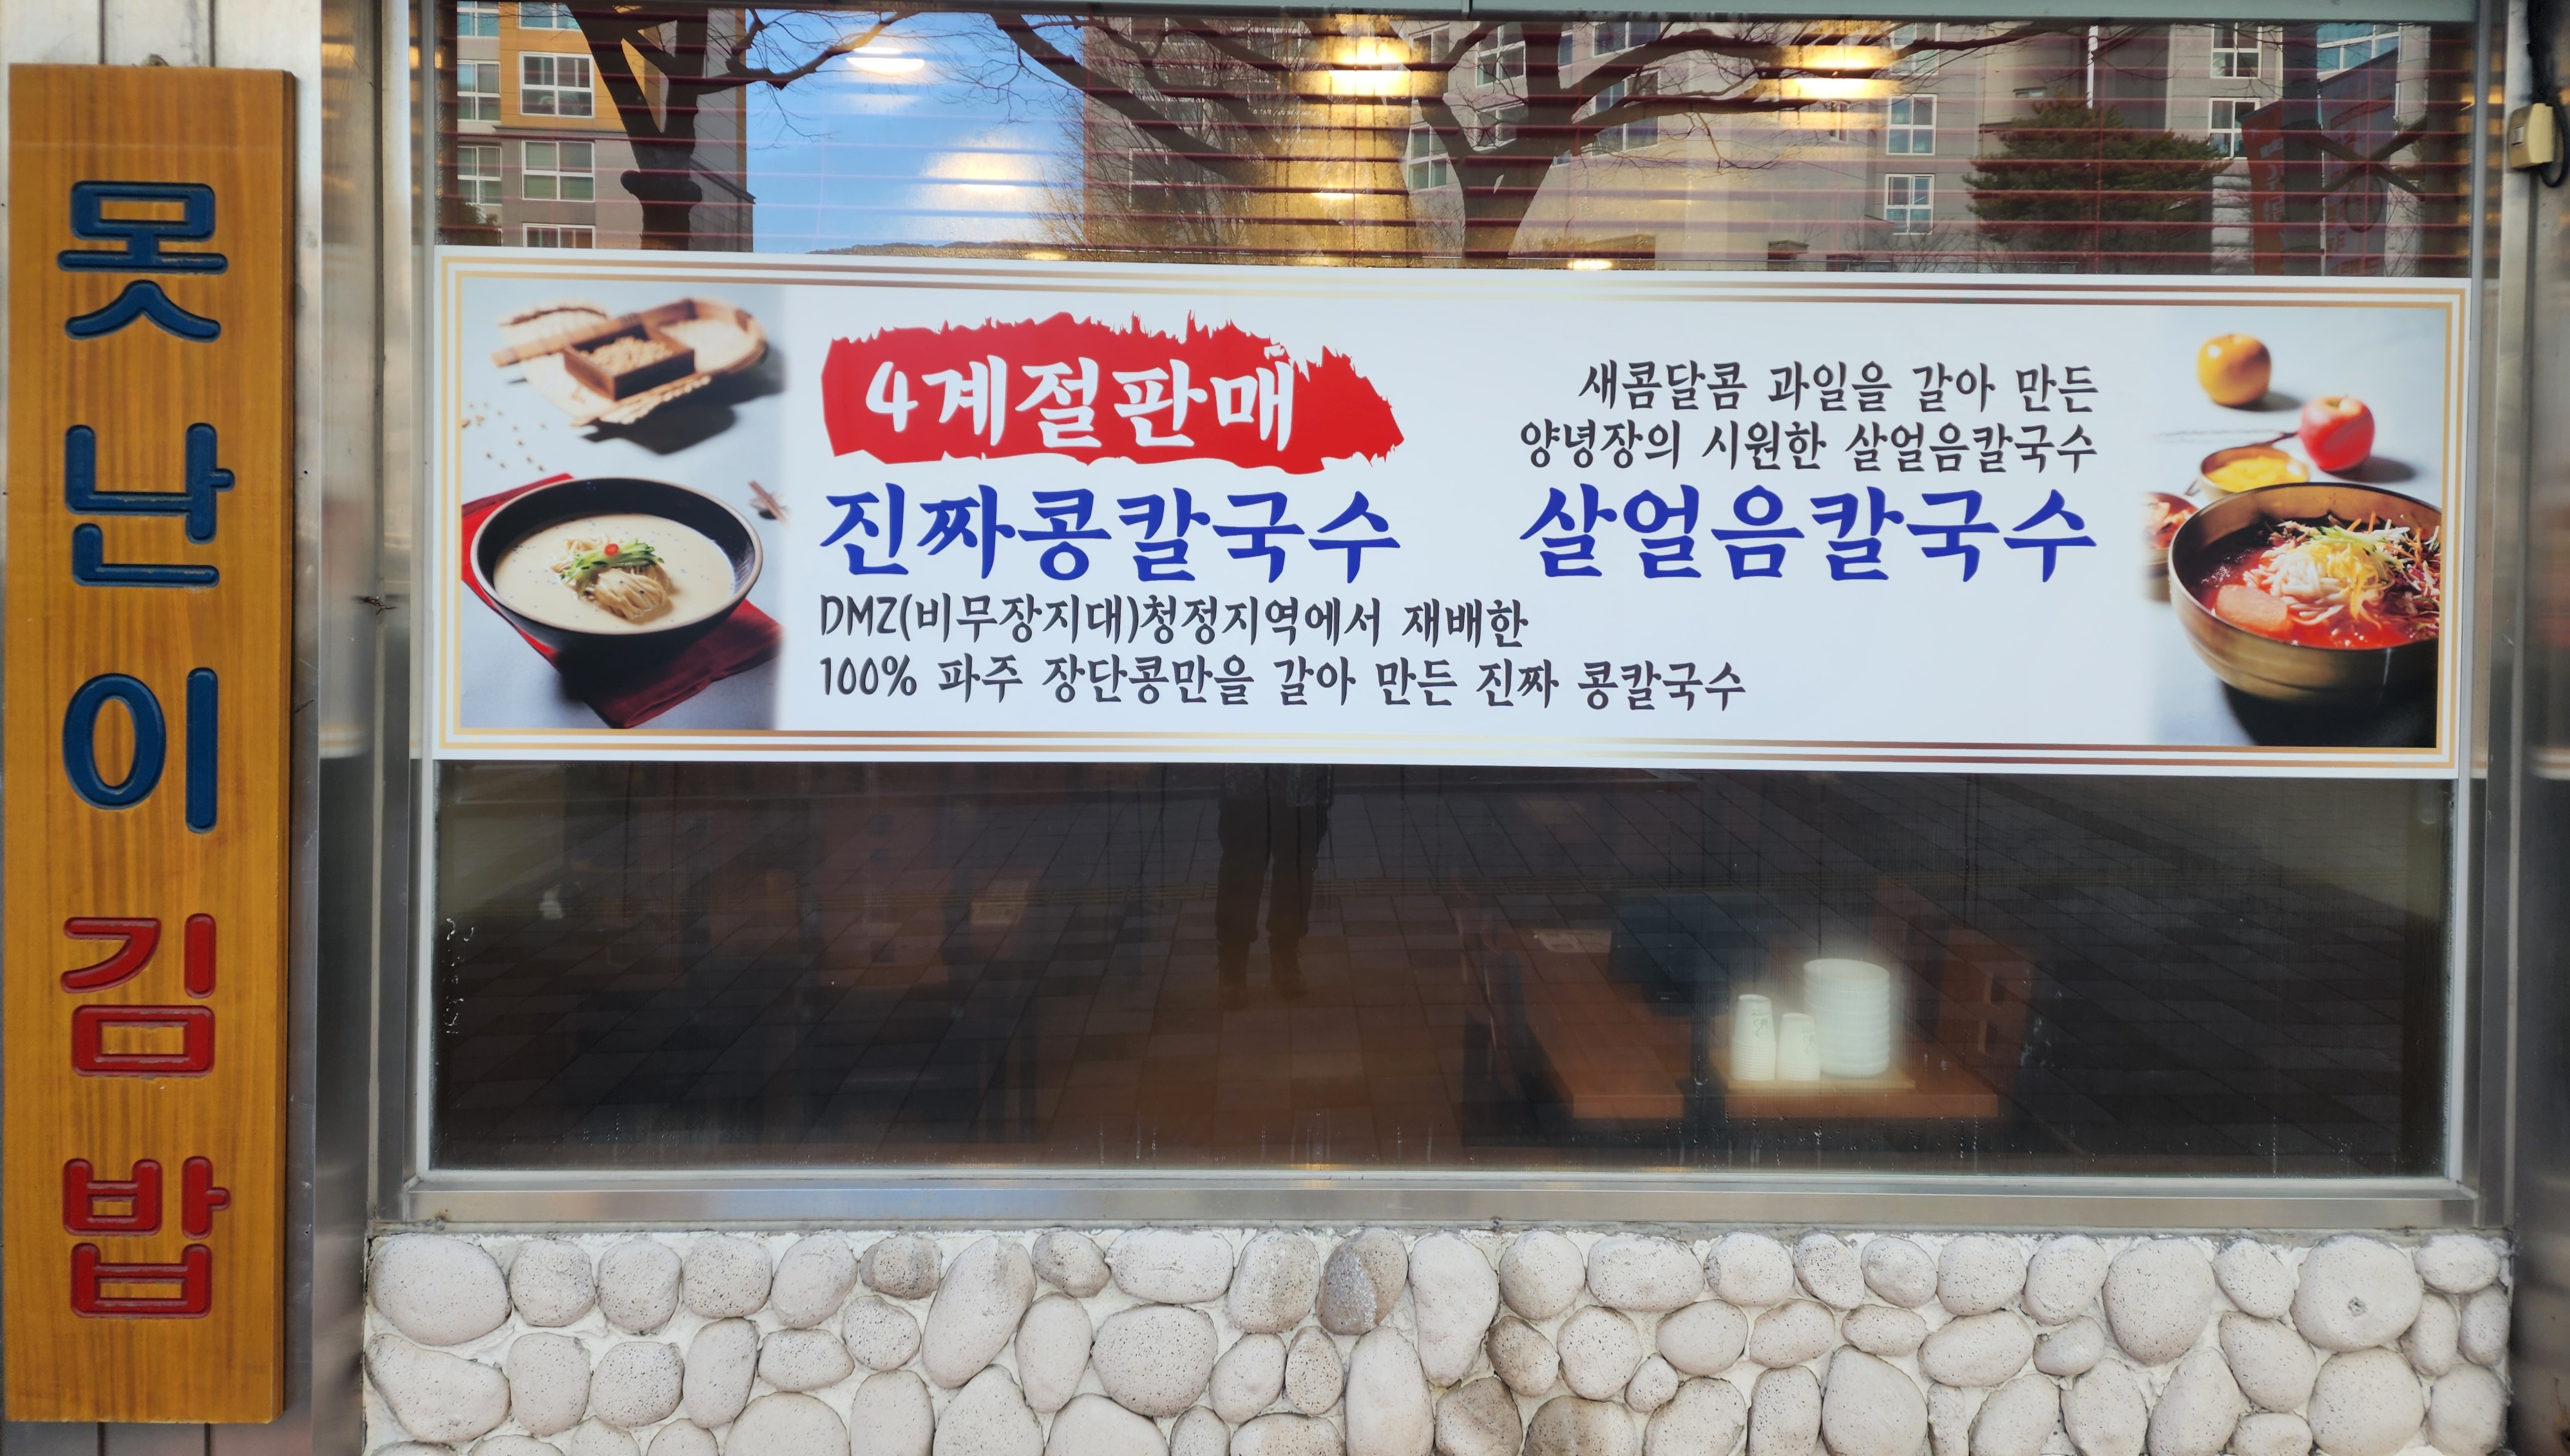 못난이김밥
4계절판매
진짜콩칼국수
DMZ(비무장지대)청정지역에서 재배한
100% 파주 장단콩만을 갈아 만든 진짜 콩칼국수
새콤달콤 과일을 갈아 만든
양녕장의 시원한 살얼음칼국수
살얼음칼국수